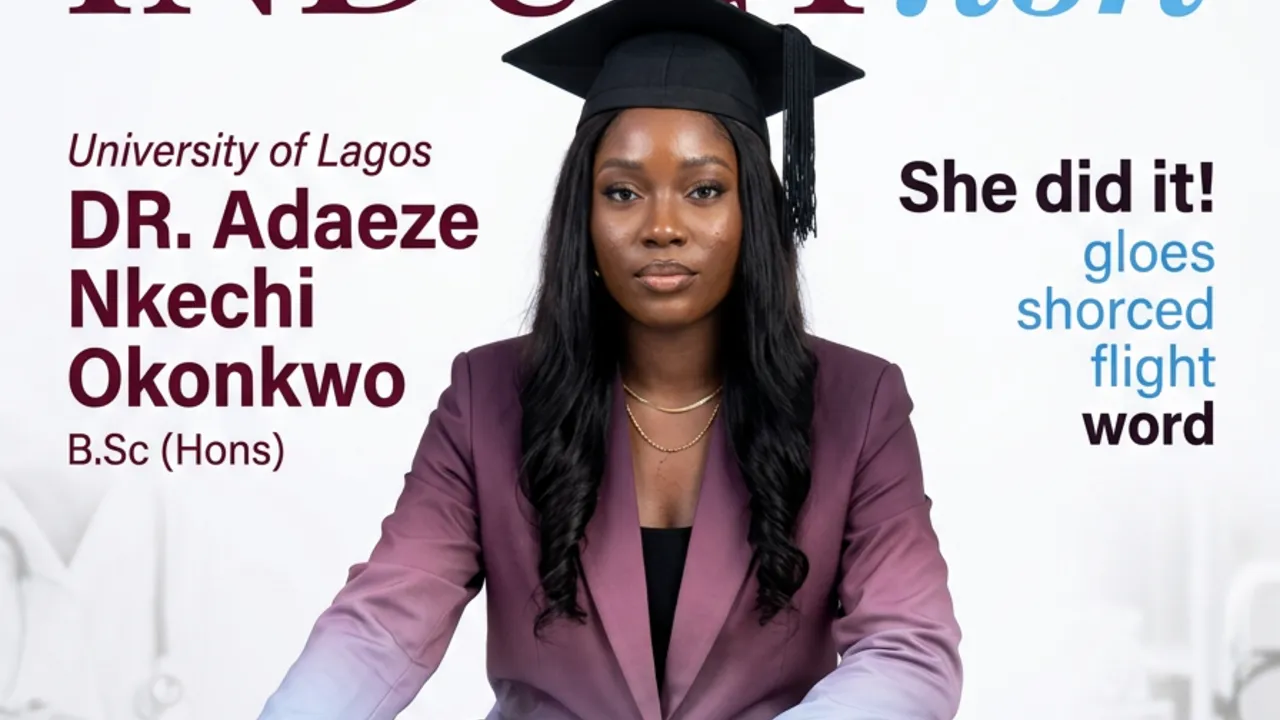 University of Lagos
DR. Adaeze
Nkechi
Okonkwo
B.Sc (Hons)
She did it!
gloes
shorced
flight
word